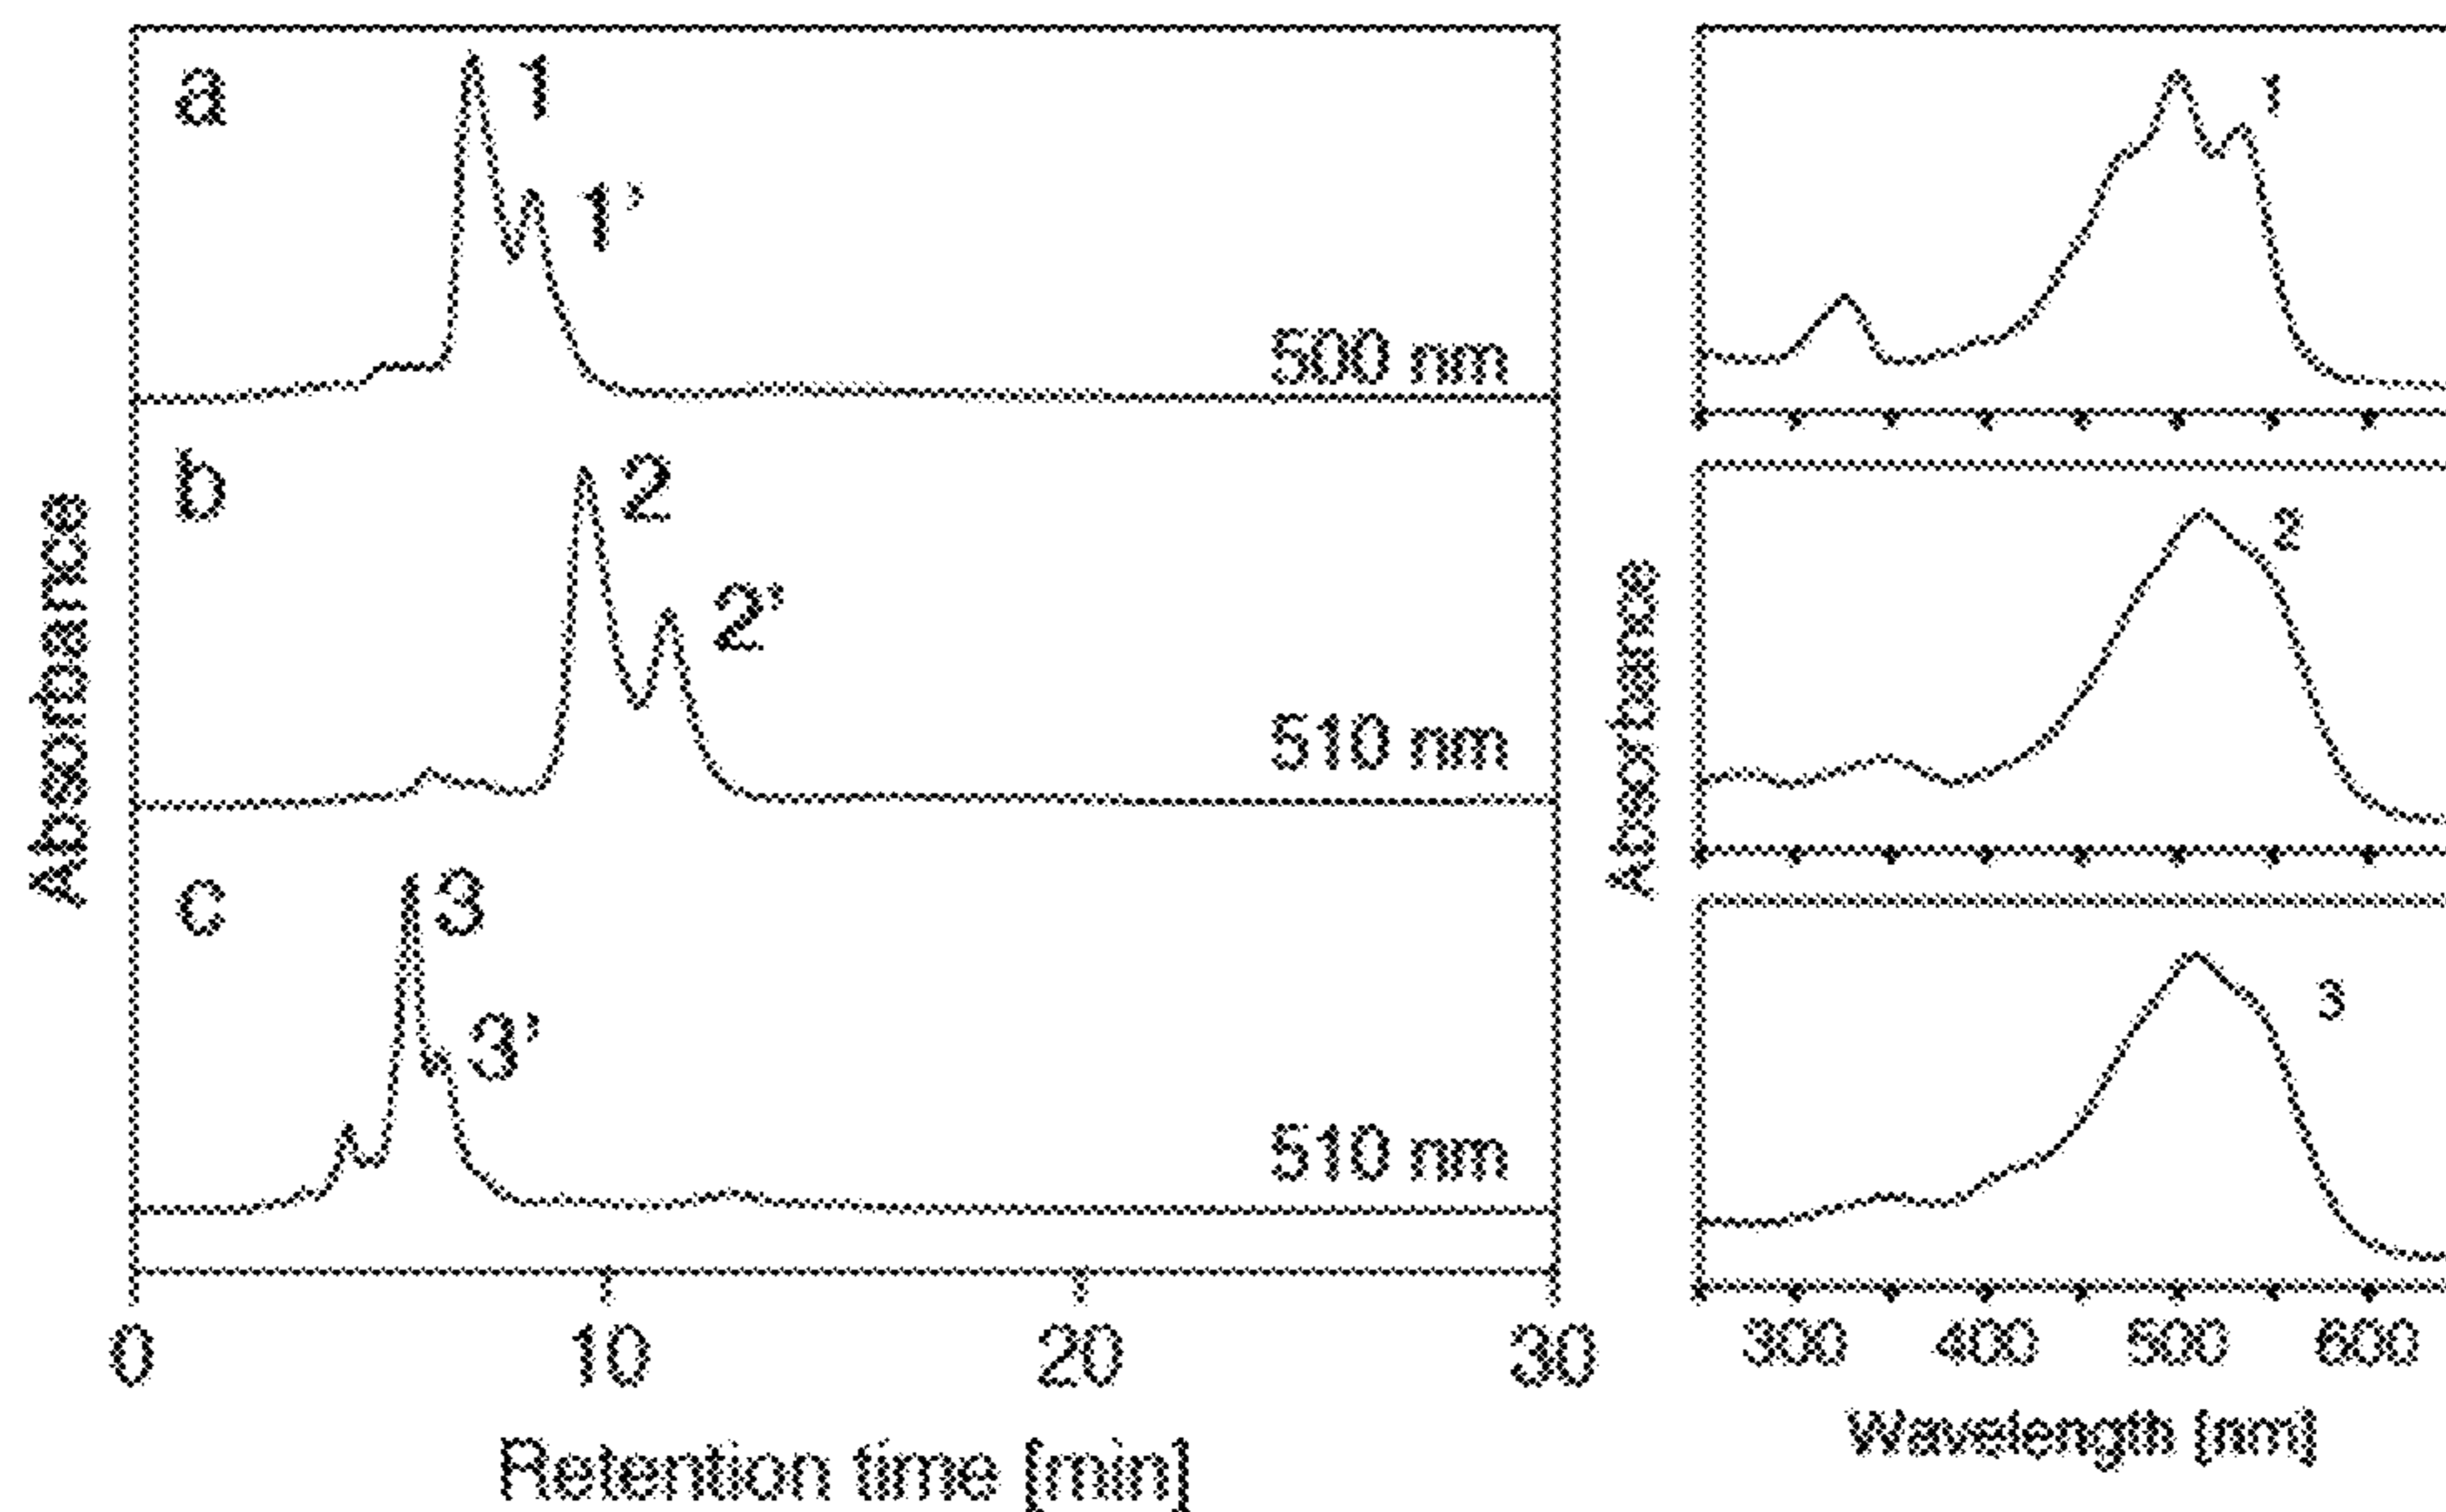 a
1
1'
500 nm
b
2
2'
510 nm
c
3
3'
510 nm
Absorbance
0 10 20 30
Retention time [min]
1
2
3
Absorbance
300 400 500 600
Wavelength [nm]